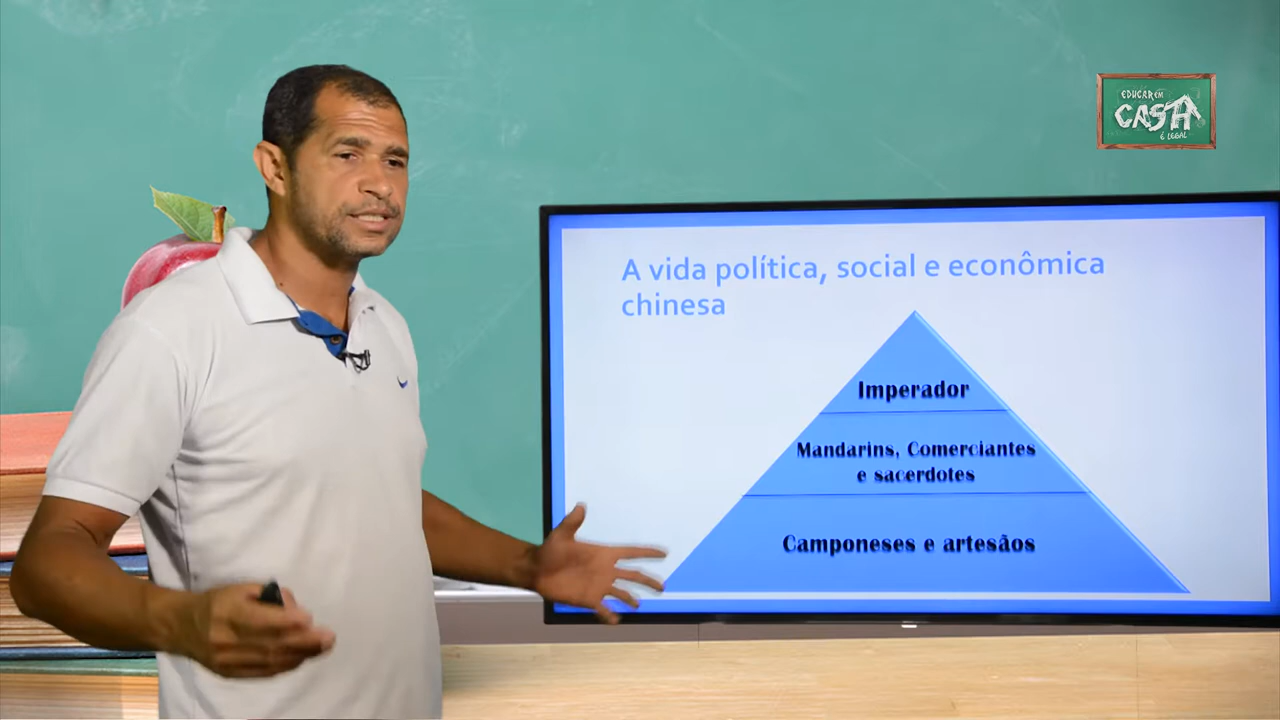 EDUCAR EM
CASA
É LEGAL
A vida política, social e econômica
chinesa
Imperador
Mandarins, Comerciantes
e sacerdotes
Camponeses e artesãos